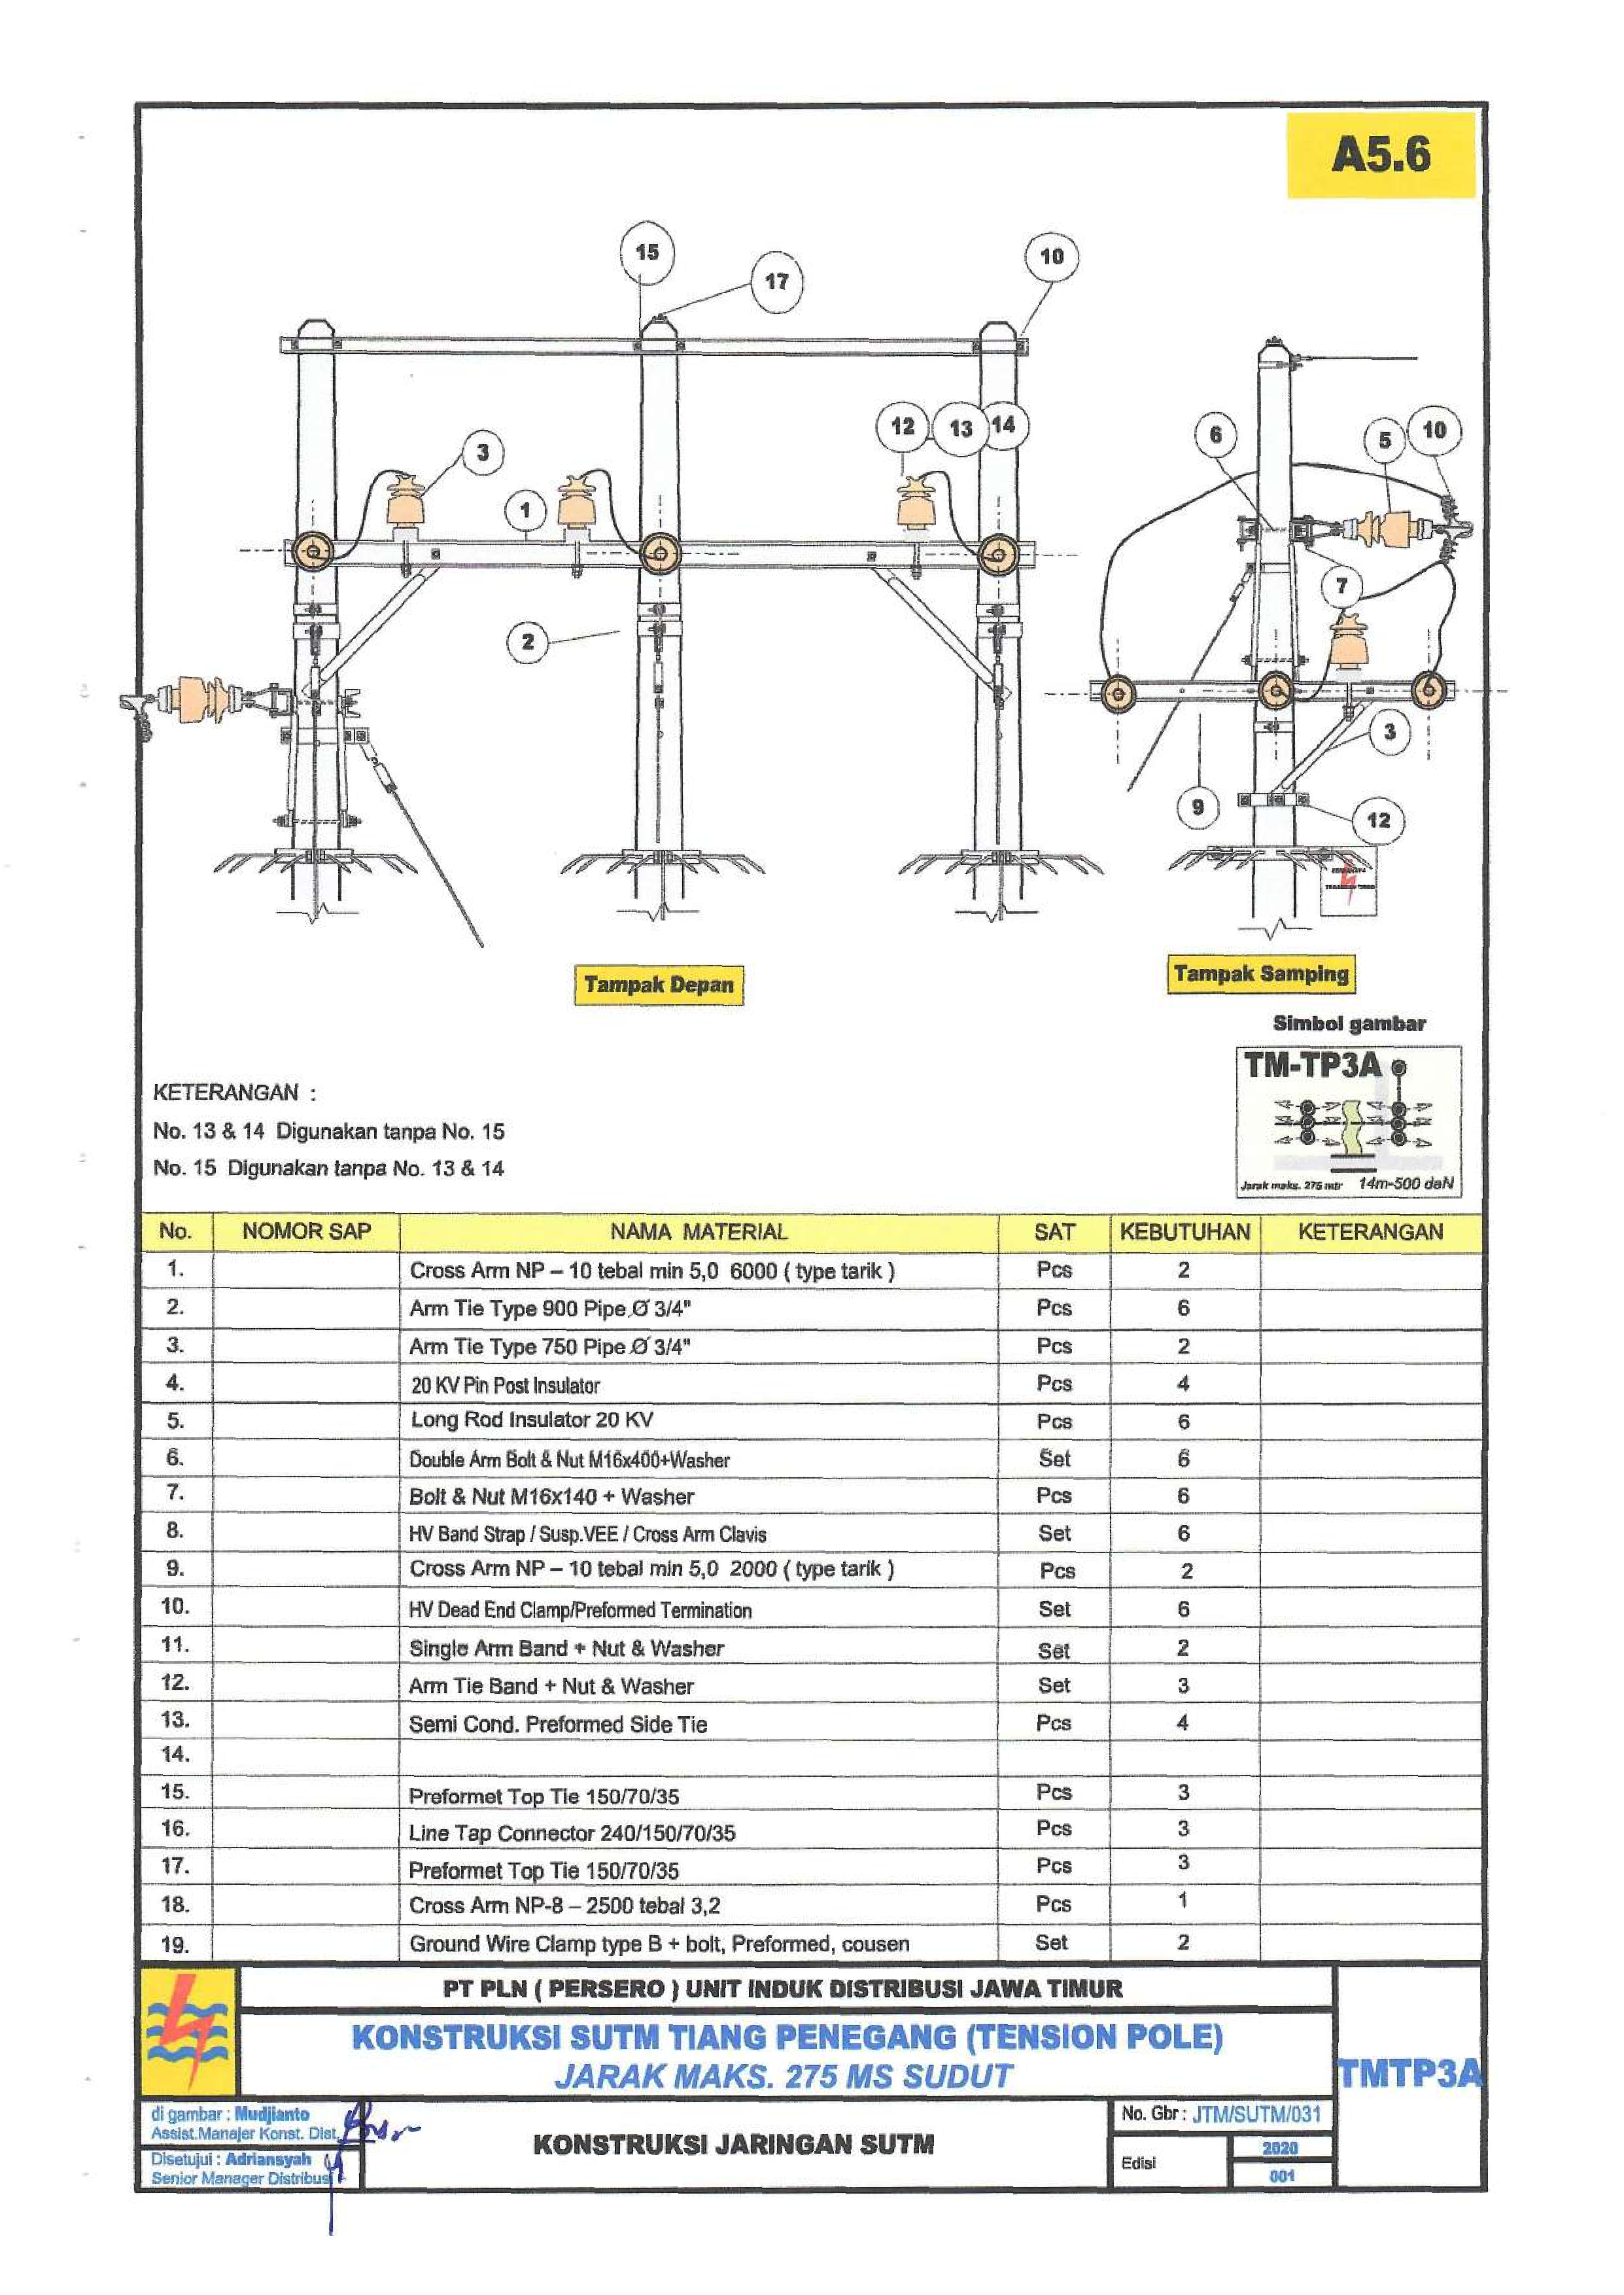 A5.6
15
17
10
3
12 13 14
1
2
6
5
10
7
3
9
12
Tampak Depan
Tampak Samping
Simbol gambar
TM-TP3A
Jarak maks. 275 mtr 14m-500 daN
KETERANGAN :
No. 13 & 14 Digunakan tanpa No. 15
No. 15 Digunakan tanpa No. 13 & 14
No. NOMOR SAP NAMA MATERIAL SAT KEBUTUHAN KETERANGAN
1. Cross Arm NP – 10 tebal min 5,0 6000 ( type tarik ) Pcs 2
2. Arm Tie Type 900 Pipe Ø 3/4" Pcs 6
3. Arm Tie Type 750 Pipe Ø 3/4" Pcs 2
4. 20 KV Pin Post Insulator Pcs 4
5. Long Rod Insulator 20 KV Pcs 6
6. Double Arm Bolt & Nut M16x400+Washer Set 6
7. Bolt & Nut M16x140 + Washer Pcs 6
8. HV Band Strap / Susp.VEE / Cross Arm Clavis Set 6
9. Cross Arm NP – 10 tebal min 5,0 2000 ( type tarik ) Pcs 2
10. HV Dead End Clamp/Preformed Termination Set 6
11. Single Arm Band + Nut & Washer Set 2
12. Arm Tie Band + Nut & Washer Set 3
13. Semi Cond. Preformed Side Tie Pcs 4
14.
15. Preformet Top Tie 150/70/35 Pcs 3
16. Line Tap Connector 240/150/70/35 Pcs 3
17. Preformet Top Tie 150/70/35 Pcs 3
18. Cross Arm NP-8 – 2500 tebal 3,2 Pcs 1
19. Ground Wire Clamp type B + bolt, Preformed, cousen Set 2
PT PLN ( PERSERO ) UNIT INDUK DISTRIBUSI JAWA TIMUR
KONSTRUKSI SUTM TIANG PENEGANG (TENSION POLE)
JARAK MAKS. 275 MS SUDUT
TMTP3A
di gambar : Mudjianto
Assist.Manajer Konst. Dist.
Disetujui : Adriansyah
Senior Manager Distribusi
KONSTRUKSI JARINGAN SUTM
No. Gbr : JTM/SUTM/031
Edisi 2020
001